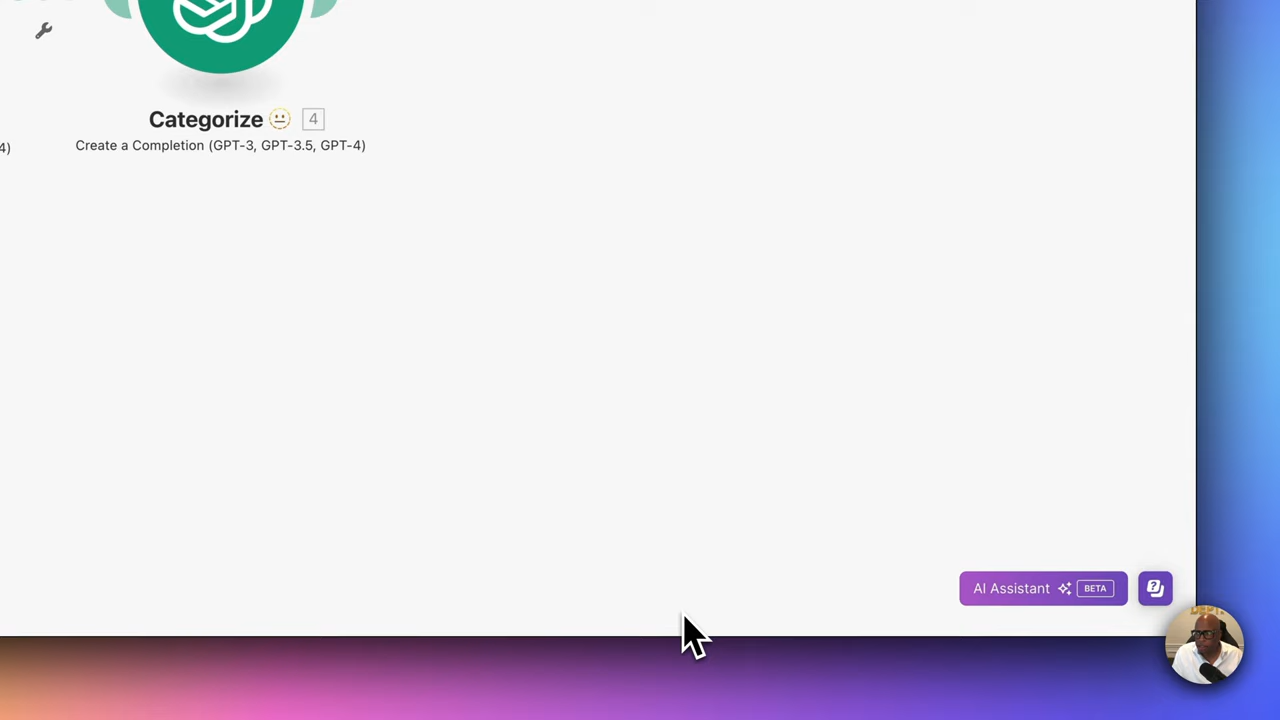 Categorize 4
4)
Create a Completion (GPT-3, GPT-3.5, GPT-4)
AI Assistant BETA
?